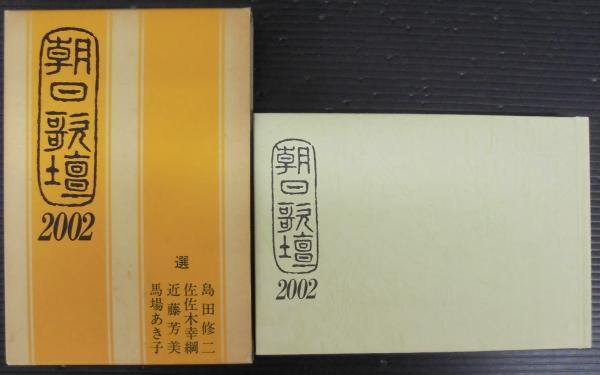 朝日歌壇
2002
選
島田修二
佐佐木幸綱
近藤芳美
馬場あき子
朝日歌壇
2002